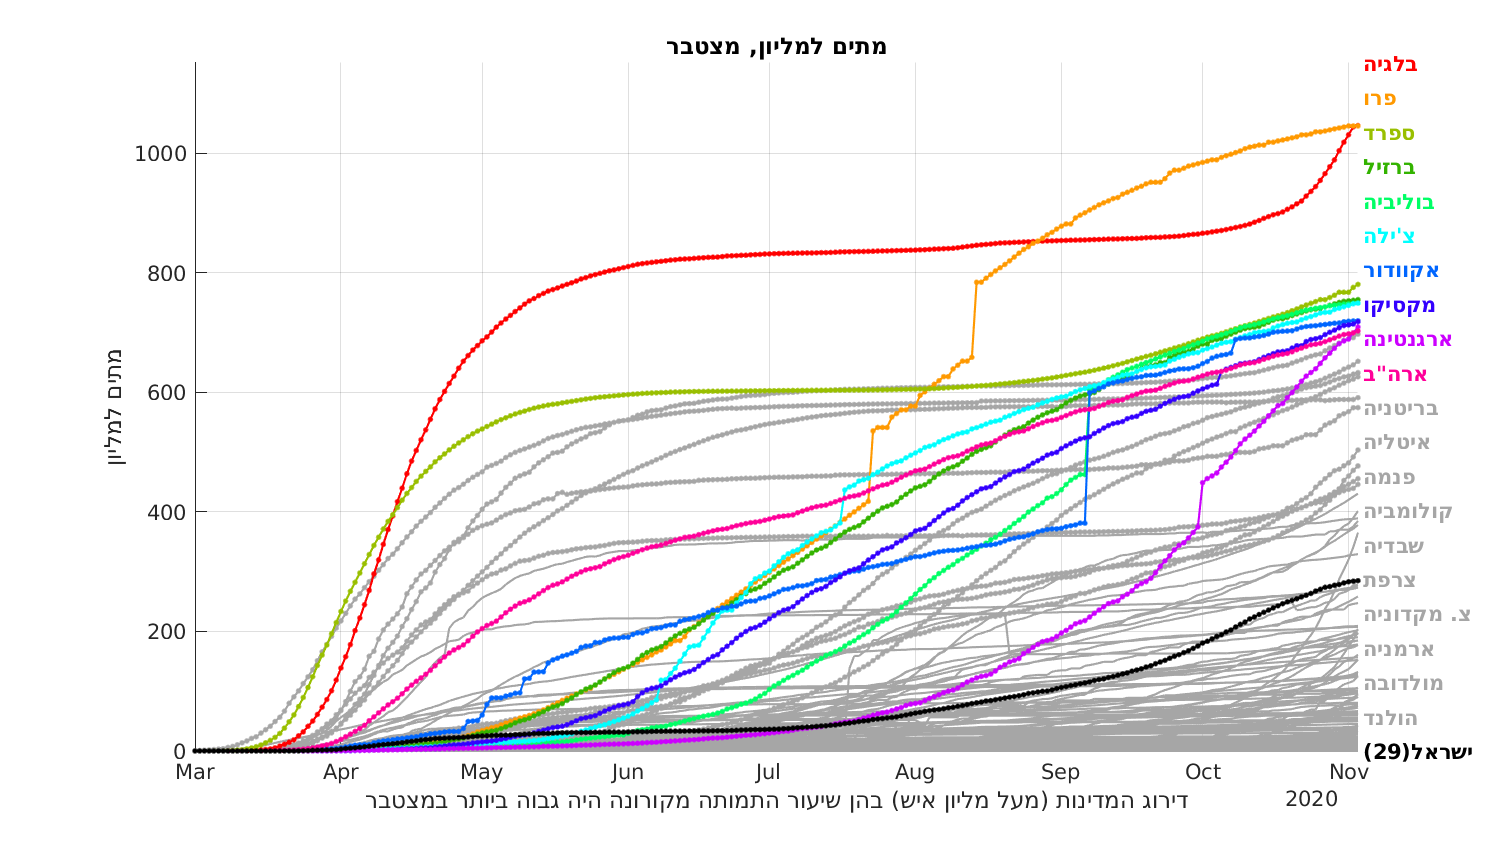 מתים למליון, מצטבר
בלגיה
פרו
ספרד
ברזיל
בוליביה
צ'ילה
אקוודור
מקסיקו
ארגנטינה
ארה"ב
בריטניה
איטליה
פנמה
קולומביה
שבדיה
צרפת
צ. מקדוניה
ארמניה
מולדובה
הולנד
ישראל(29)
מתים למליון
1000
800
600
400
200
0
Mar Apr May Jun Jul Aug Sep Oct Nov
2020
דירוג המדינות (מעל מליון איש) בהן שיעור התמותה מקורונה היה גבוה ביותר במצטבר